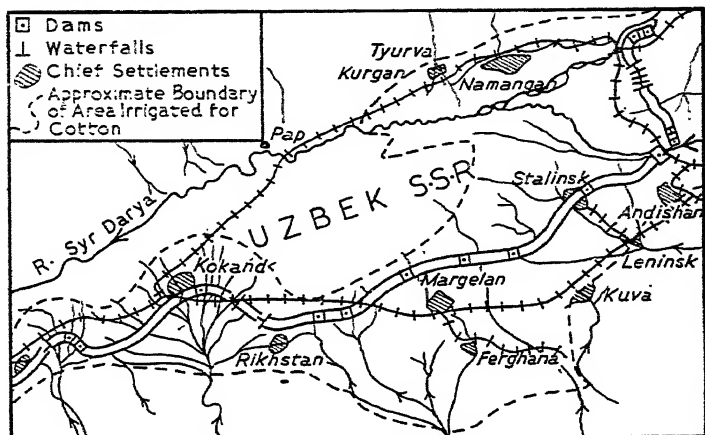 Dams
Waterfalls
Chief Settlements
Approximate Boundary
of Area Irrigated for
Cotton
Tyurva
Kurgan
Namangan
Pap
R. Syr Darya
UZBEK S.S.R
Stalinsk
Andishan
Leninsk
Kokand
Margelan
Kuva
Rikhstan
Ferghana